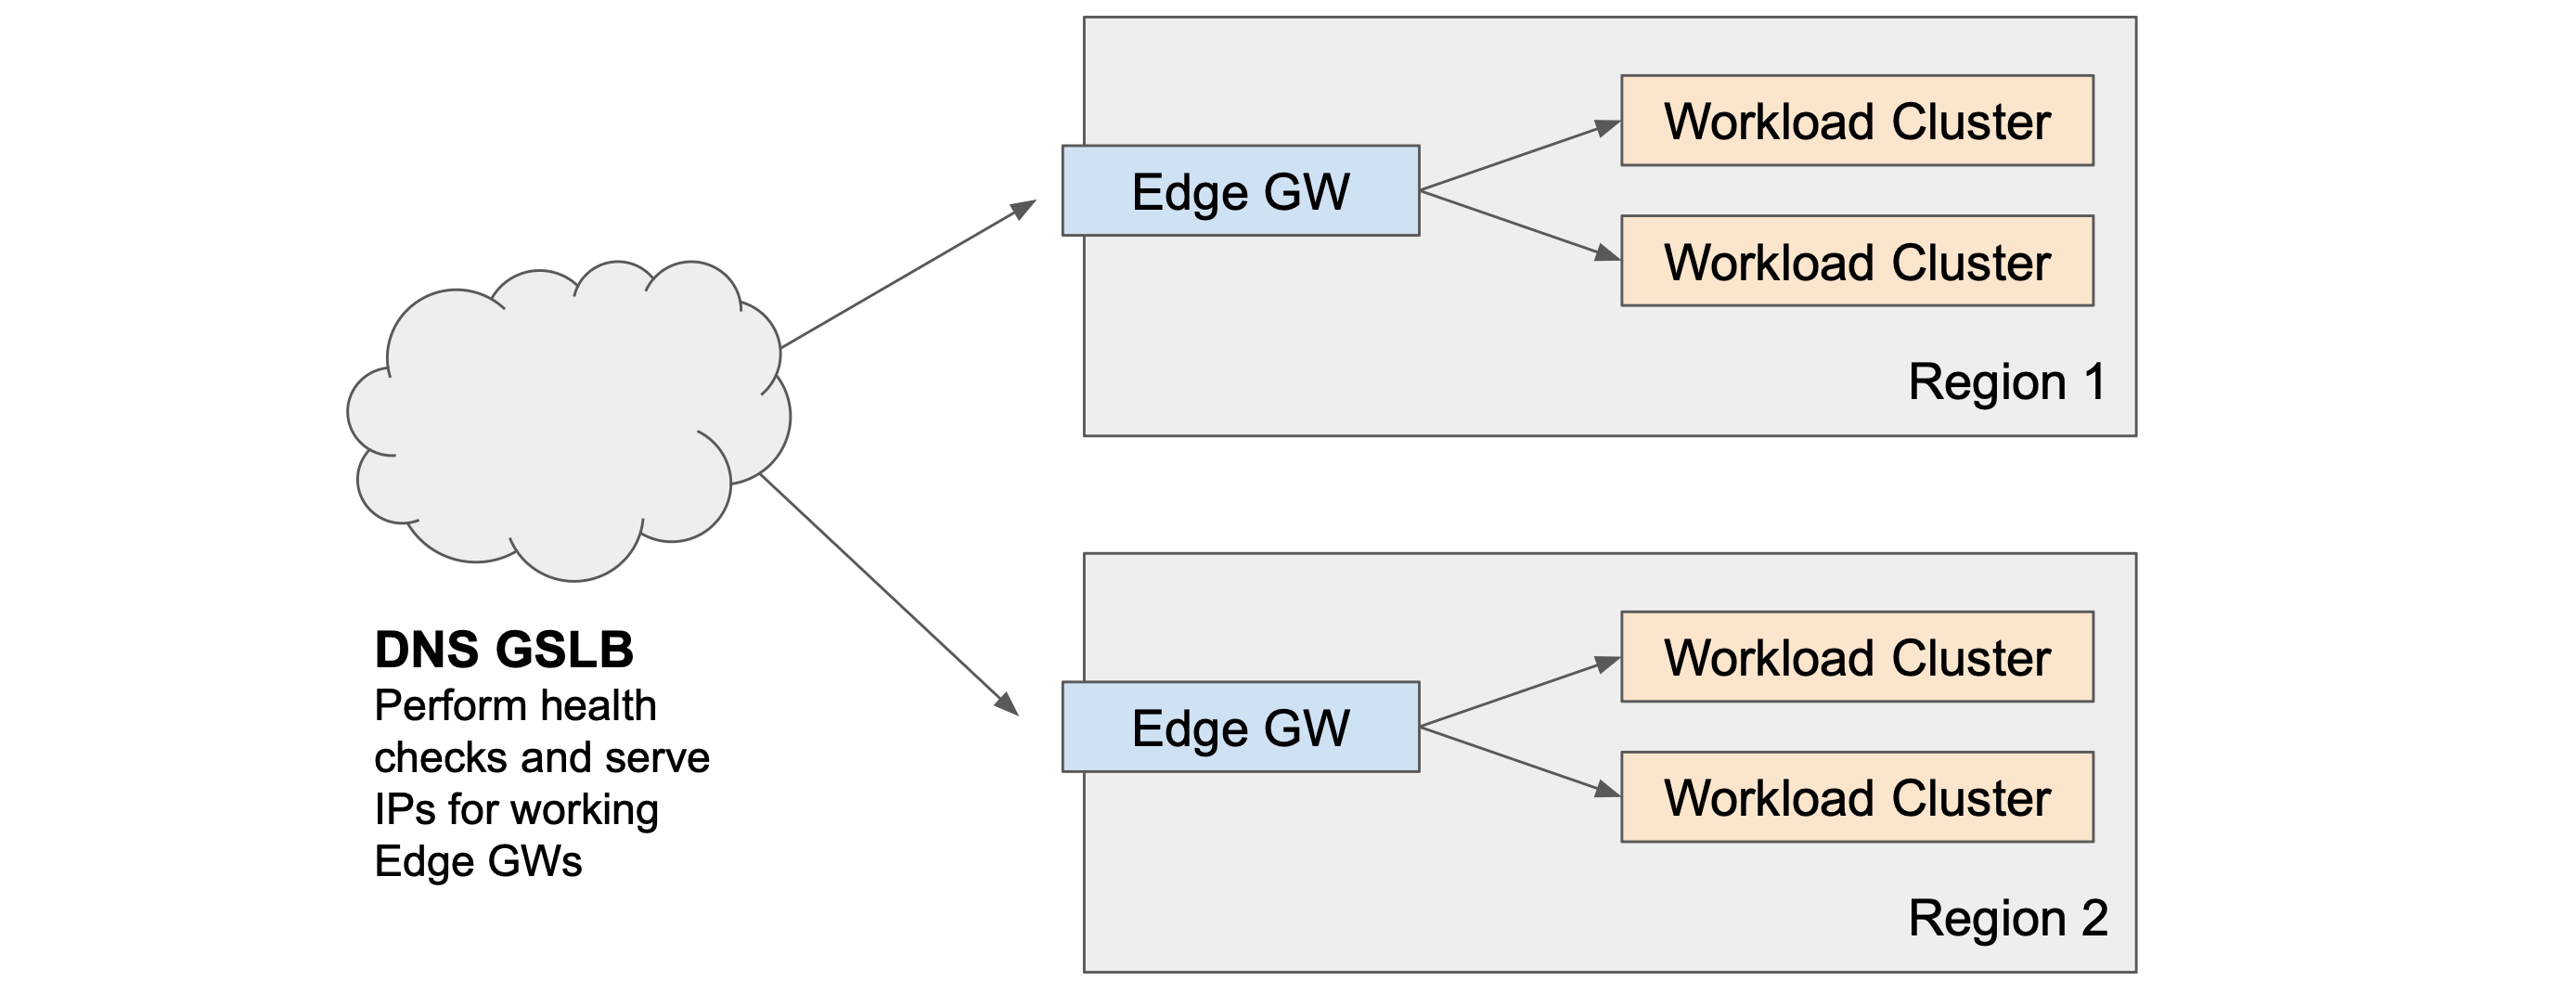 Workload Cluster
Edge GW
Workload Cluster
Region 1
DNS GSLB
Perform health
checks and serve
IPs for working
Edge GWs
Workload Cluster
Edge GW
Workload Cluster
Region 2